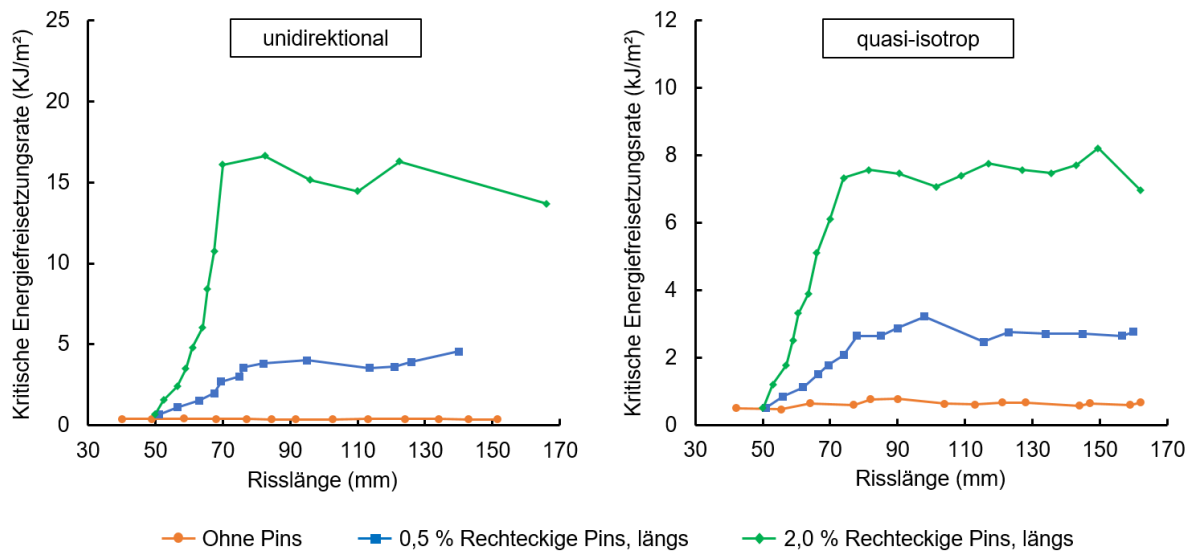 unidirektional
Kritische Energiefreisetzungsrate (KJ/m²)
25
20
15
10
5
0
30 50 70 90 110 130 150 170
Risslänge (mm)
quasi-isotrop
Kritische Energiefreisetzungsrate (kJ/m²)
12
10
8
6
4
2
0
30 50 70 90 110 130 150 170
Risslänge (mm)
Ohne Pins 0,5 % Rechteckige Pins, längs 2,0 % Rechteckige Pins, längs